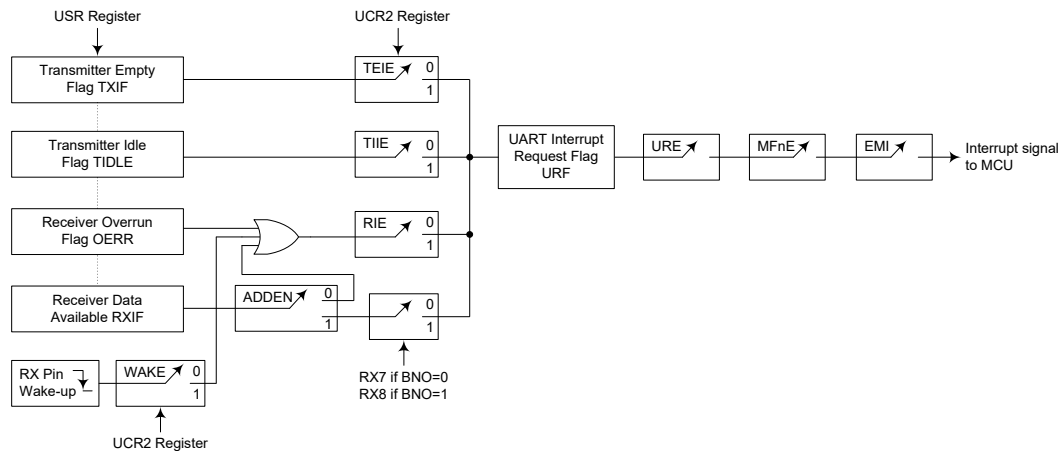 USR Register
UCR2 Register
Transmitter Empty
Flag TXIF
TEIE
0
1
Transmitter Idle
Flag TIDLE
TIIE
0
1
UART Interrupt
Request Flag
URF
URE
MFnE
EMI
Interrupt signal
to MCU
Receiver Overrun
Flag OERR
RIE
0
1
Receiver Data
Available RXIF
ADDEN
0
1
0
1
RX7 if BNO=0
RX8 if BNO=1
RX Pin
Wake-up
WAKE
0
1
UCR2 Register